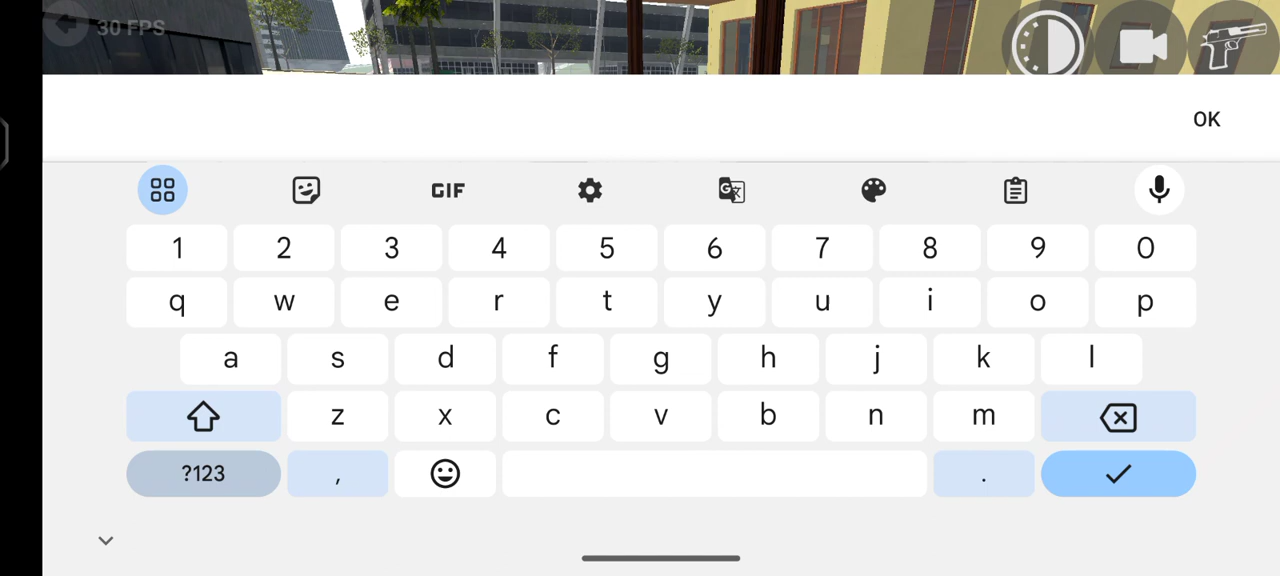 30 FPS
OK
GIF
1 2 3 4 5 6 7 8 9 0
q w e r t y u i o p
a s d f g h j k l
z x c v b n m
?123 , .